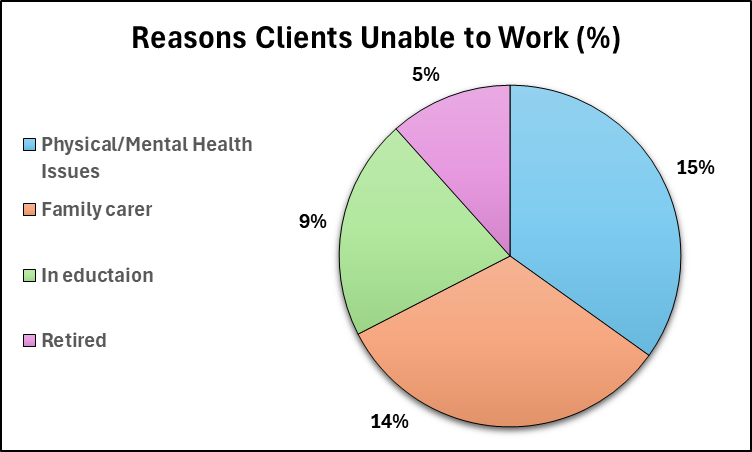 Reasons Clients Unable to Work (%)
5%
Physical/Mental Health
Issues
15%
Family carer
9%
In eductaion
Retired
14%